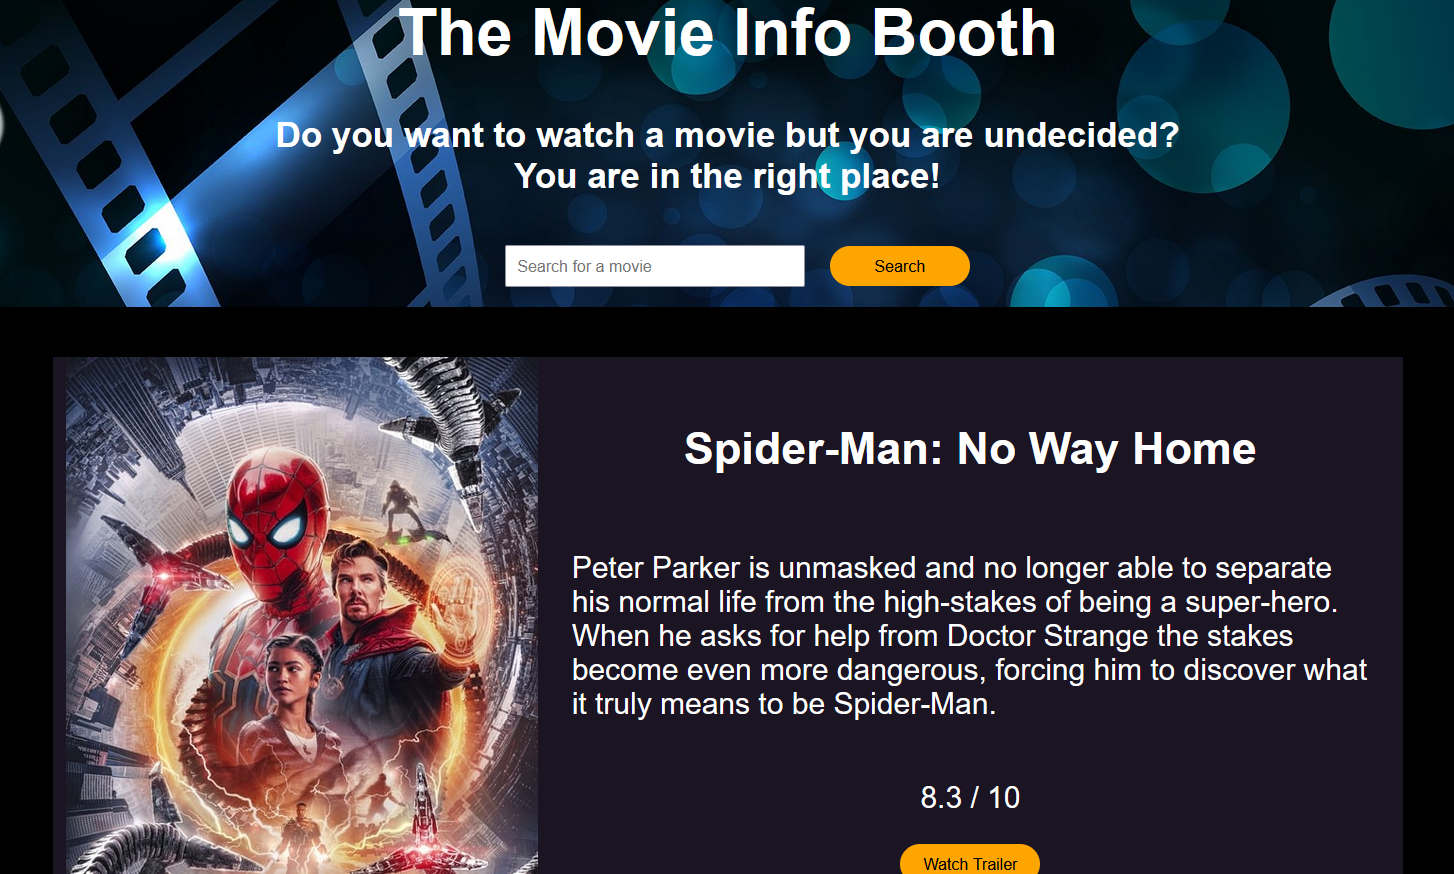 The Movie Info Booth
Do you want to watch a movie but you are undecided?
You are in the right place!
Search for a movie
Search
Spider-Man: No Way Home
Peter Parker is unmasked and no longer able to separate
his normal life from the high-stakes of being a super-hero.
When he asks for help from Doctor Strange the stakes
become even more dangerous, forcing him to discover what
it truly means to be Spider-Man.
8.3 / 10
Watch Trailer